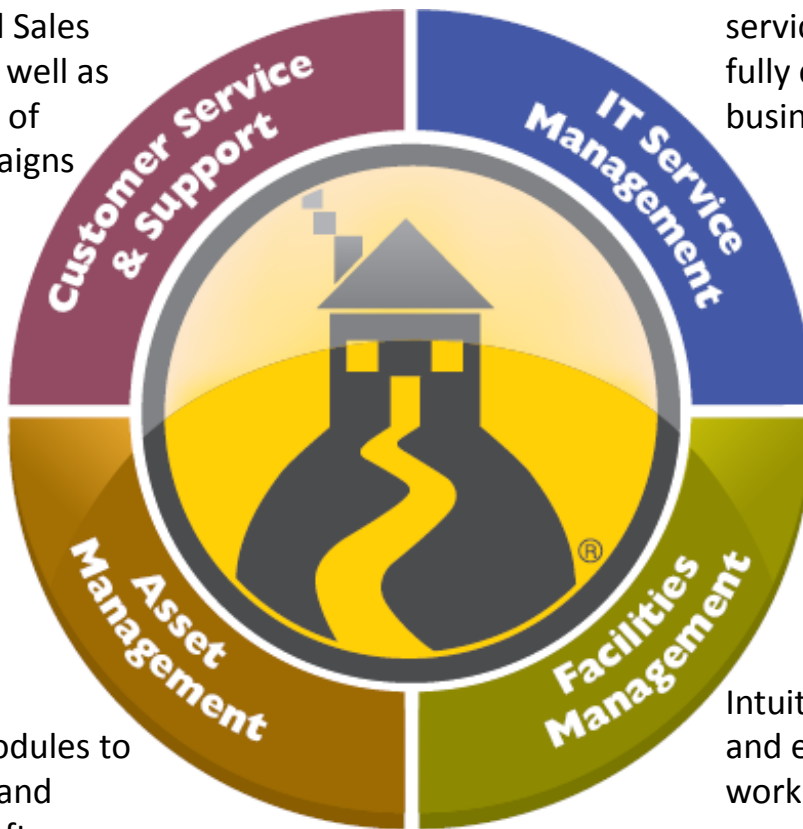 l Sales
well as
of
aigns
servic
fully
busin
Customer Service
& Support
IT Service
Management
®
Asset
Management
Facilities
Management
odules to
and
Intuit
and e
work